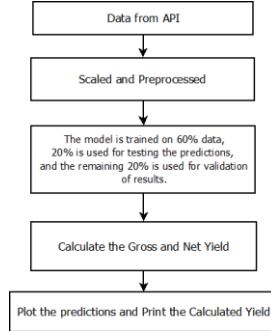 Data from API
Scaled and Preprocessed
The model is trained on 60% data,
20% is used for testing the predictions,
and the remaining 20% is used for validation
of results.
Calculate the Gross and Net Yield
Plot the predictions and Print the Calculated Yield